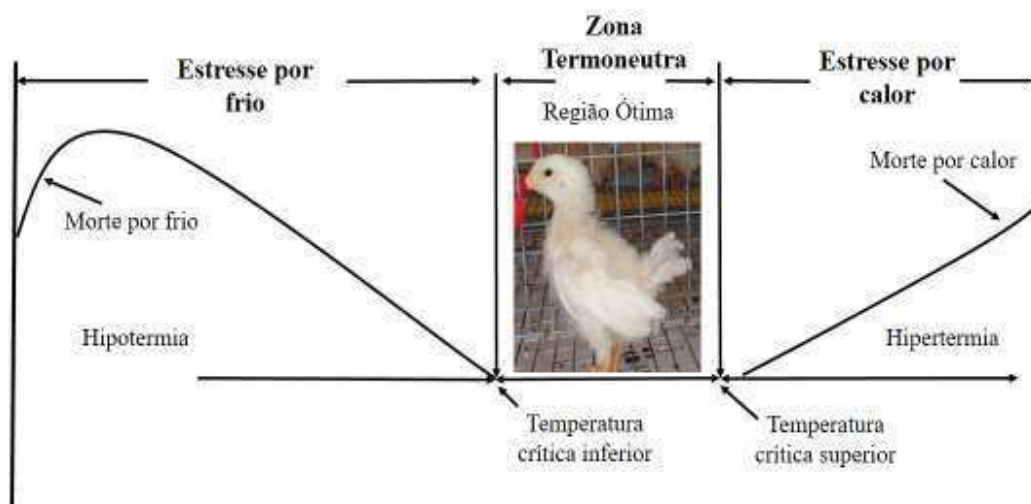 Estresse por
frio
Zona
Termoneutra
Estresse por
calor
Região Ótima
Morte por frio
Morte por calor
Hipotermia
Hipertermia
Temperatura
crítica inferior
Temperatura
crítica superior